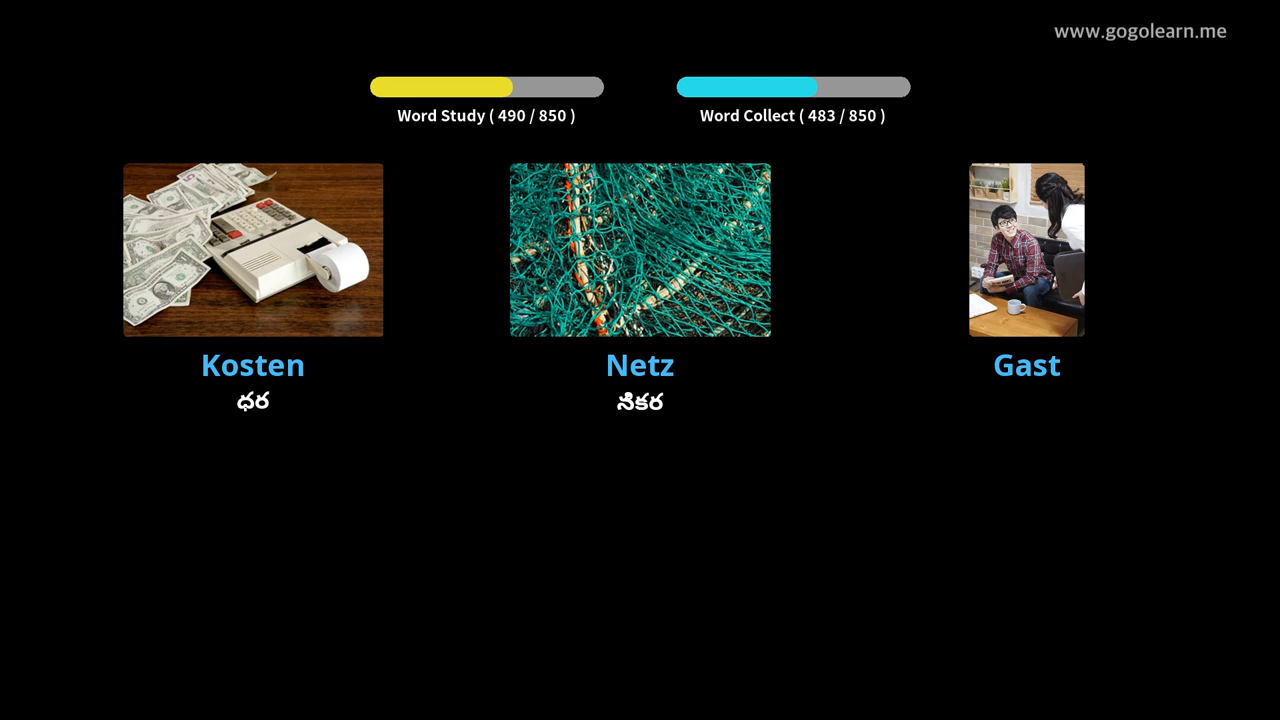 www.gogolearn.me
Word Study ( 490 / 850 )
Word Collect ( 483 / 850 )
Kosten
ధర
Netz
నికర
Gast